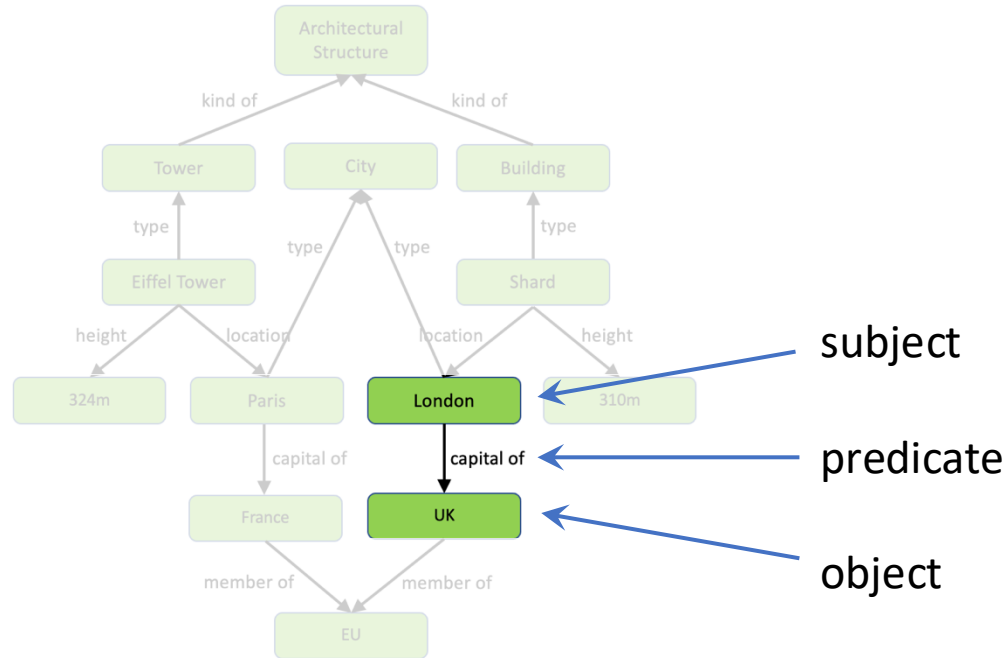 Architectural
Structure
kind of
kind of
Tower
City
Building
type
type
type
type
Eiffel Tower
Shard
height
location
location
height
subject
324m
Paris
London
310m
capital of
capital of
predicate
France
UK
member of
member of
object
EU